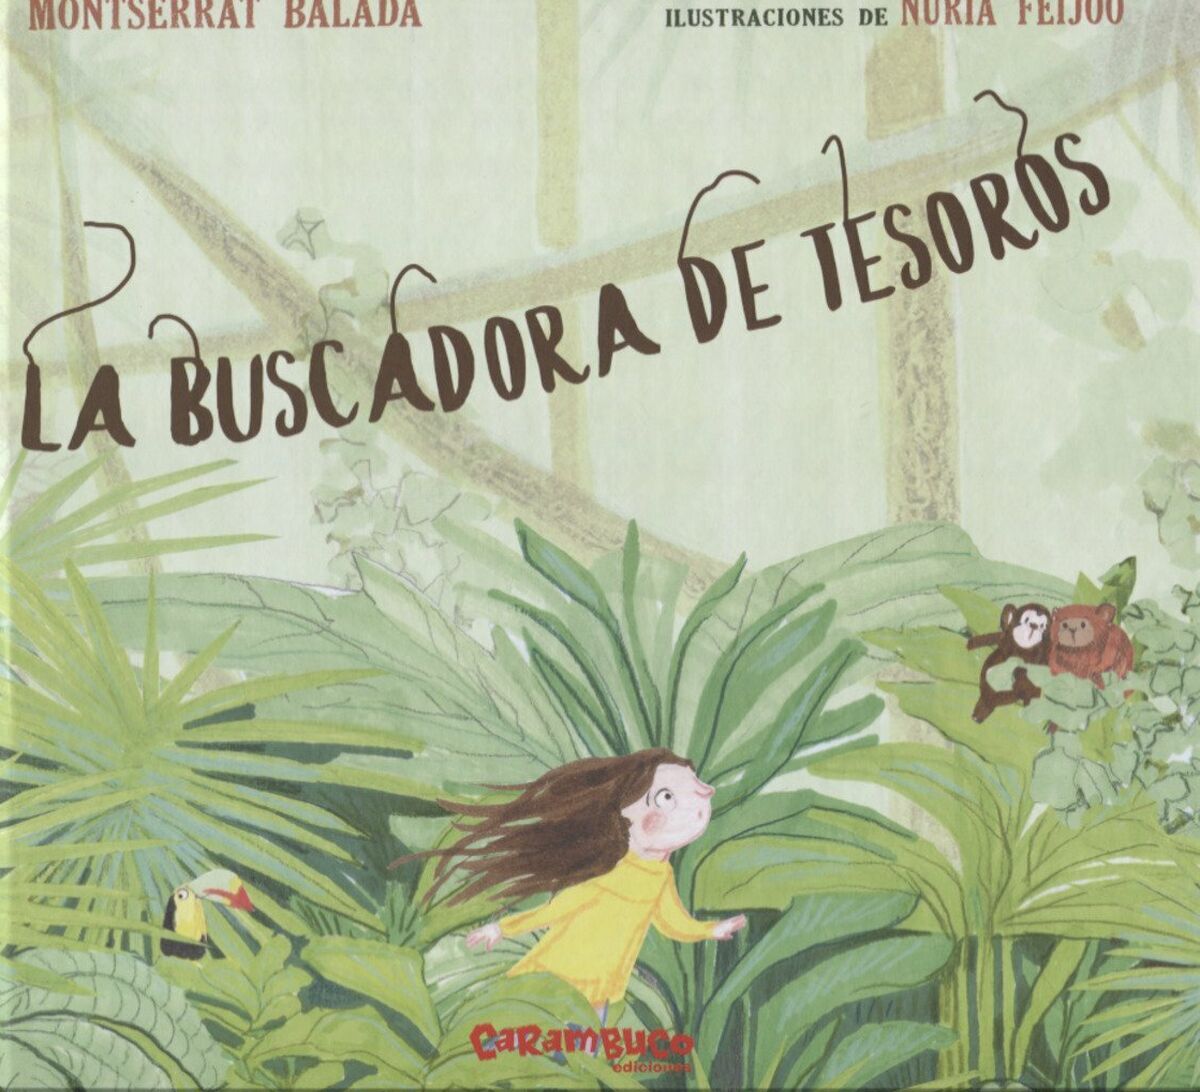 MONTSERRAT BALADA
ILUSTRACIONES DE NURIA FEIJOO
LA BUSCADORA DE TESOROS
CARAMBUCO
ediciones